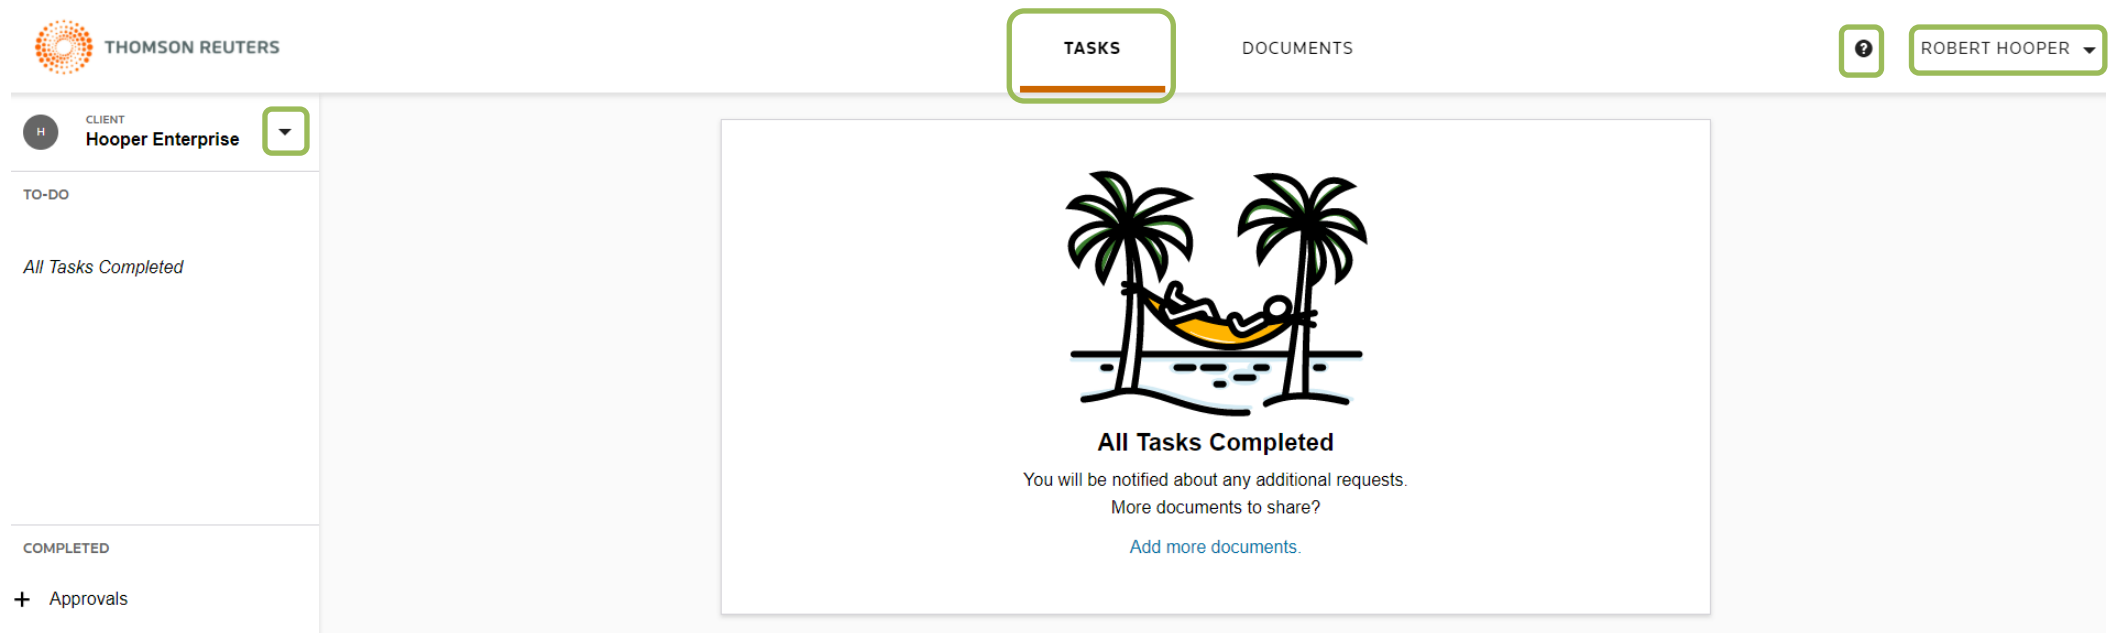 THOMSON REUTERS
TASKS
DOCUMENTS
?
ROBERT HOOPER
H
CLIENT
Hooper Enterprise
TO-DO
All Tasks Completed
COMPLETED
+ Approvals
All Tasks Completed
You will be notified about any additional requests.
More documents to share?
Add more documents.